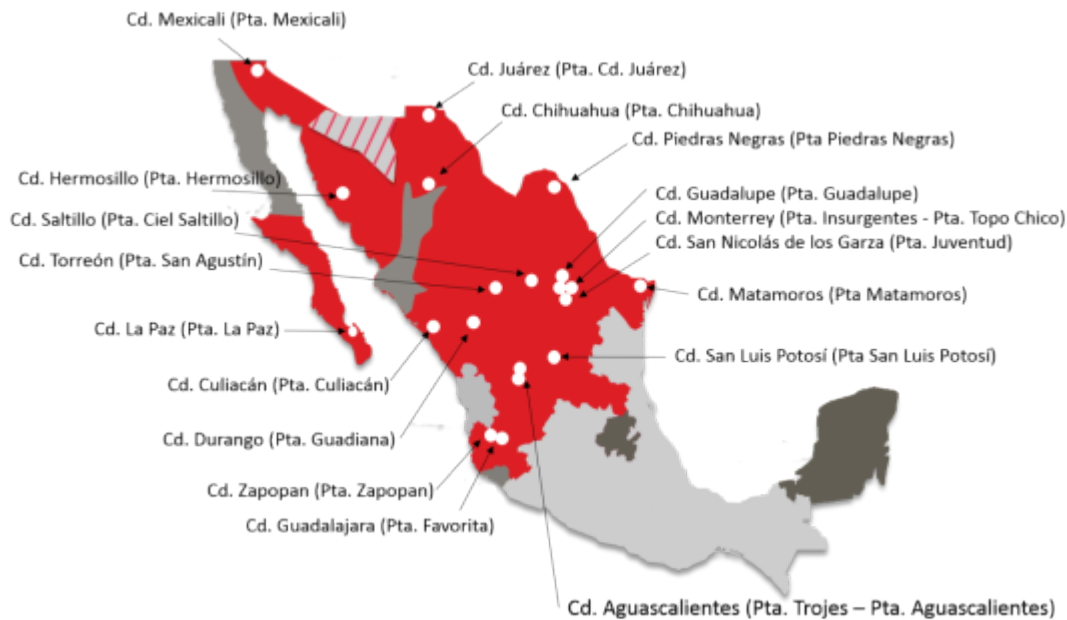 Cd. Mexicali (Pta. Mexicali)
Cd. Juárez (Pta. Cd. Juárez)
Cd. Chihuahua (Pta. Chihuahua)
Cd. Piedras Negras (Pta Piedras Negras)
Cd. Hermosillo (Pta. Hermosillo)
Cd. Guadalupe (Pta. Guadalupe)
Cd. Saltillo (Pta. Ciel Saltillo)
Cd. Monterrey (Pta. Insurgentes - Pta. Topo Chico)
Cd. San Nicolás de los Garza (Pta. Juventud)
Cd. Torreón (Pta. San Agustín)
Cd. Matamoros (Pta Matamoros)
Cd. La Paz (Pta. La Paz)
Cd. San Luis Potosí (Pta San Luis Potosí)
Cd. Culiacán (Pta. Culiacán)
Cd. Durango (Pta. Guadiana)
Cd. Zapopan (Pta. Zapopan)
Cd. Guadalajara (Pta. Favorita)
Cd. Aguascalientes (Pta. Trojes – Pta. Aguascalientes)